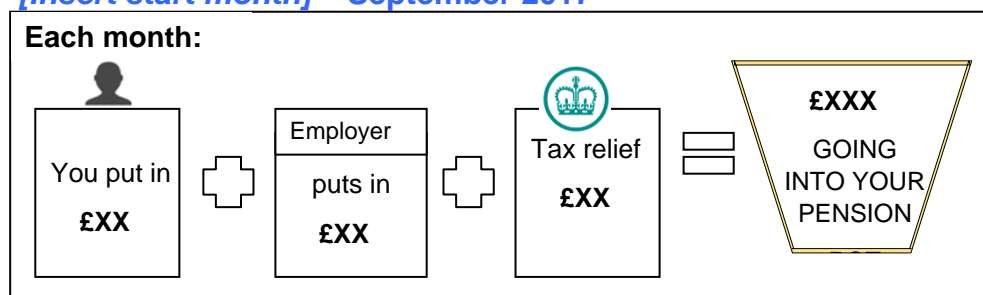 [insert start month] – September 2017
Each month:
You put in
£XX
Employer
puts in
£XX
Tax relief
£XX
£XXX
GOING
INTO YOUR
PENSION